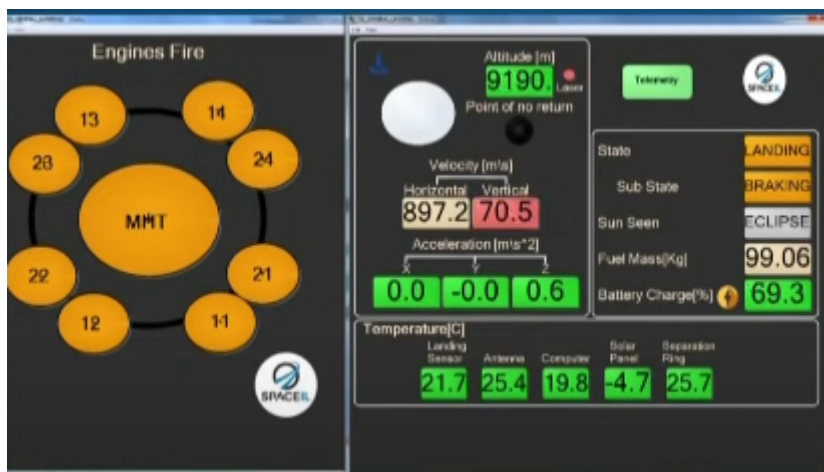 Engines Fire
13
14
23
24
MMT
22
21
12
11
SPACEIL
Altitude [m]
9190.
Laser
Point of no return
Velocity [m\s]
Horizontal Vertical
897.2 70.5
Acceleration [m\s^2]
X Y Z
0.0 -0.0 0.6
Telemetry
SPACEIL
State LANDING
Sub State BRAKING
Sun Seen ECLIPSE
Fuel Mass[Kg] 99.06
Battery Charge[%] 69.3
Temperature[C]
Landing Sensor
Antenna
Computer
Solar Panel
Separation Ring
21.7 25.4 19.8 -4.7 25.7